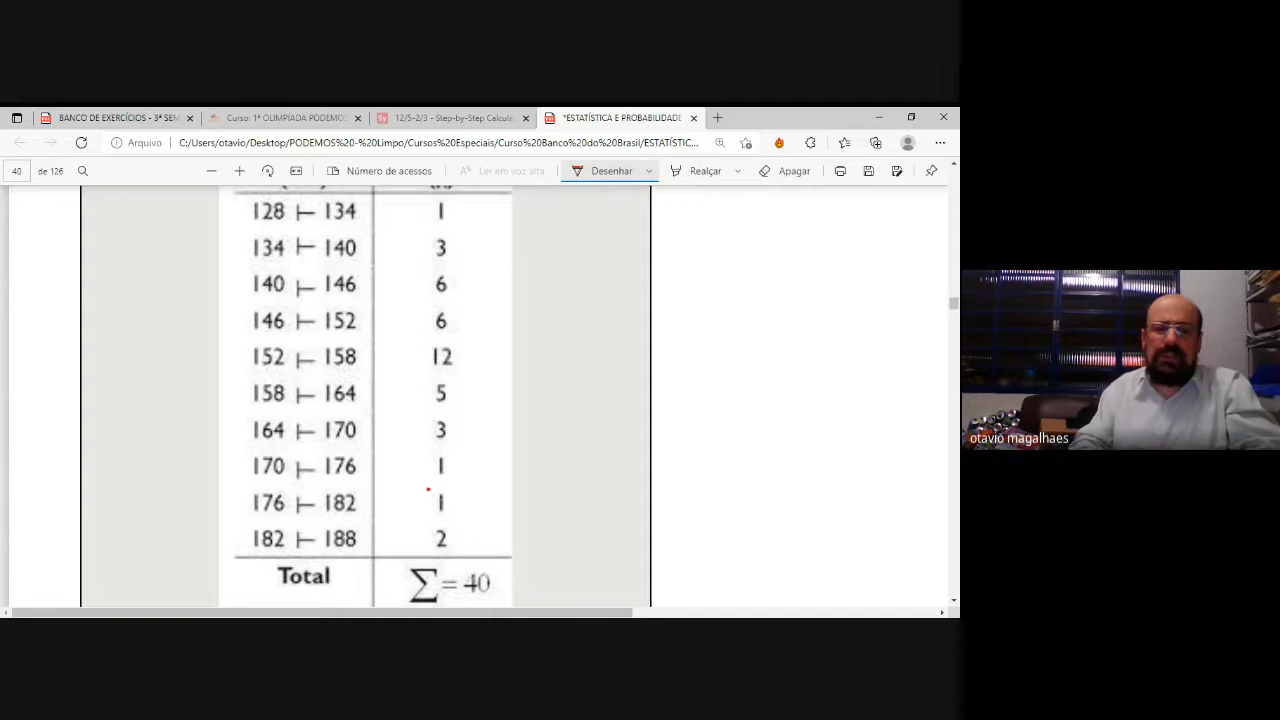 BANCO DE EXERCÍCIOS - 3ª SEM
Curso: 1ª OLIMPÍADA PODEMOS
12/5-2/3 - Step-by-Step Calcula
*ESTATÍSTICA E PROBABILIDADE
Arquivo C:/Users/otavio/Desktop/PODEMOS%20-%20Limpo/Cursos%20Especiais/Curso%20Banco%20do%20Brasil/ESTATÍSTIC...
40 de 126 Número de acessos Ler em voz alta Desenhar Realçar Apagar
128 ⊢ 134 1
134 ⊢ 140 3
140 ⊢ 146 6
146 ⊢ 152 6
152 ⊢ 158 12
158 ⊢ 164 5
164 ⊢ 170 3
170 ⊢ 176 1
176 ⊢ 182 1
182 ⊢ 188 2
Total ∑ = 40
otavio magalhaes